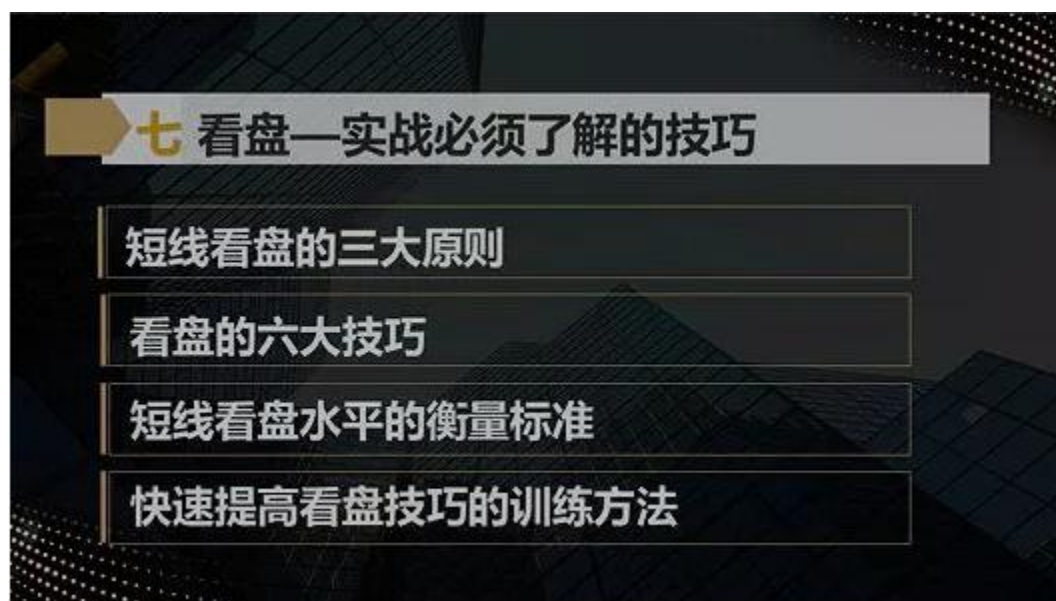 七 看盘—实战必须了解的技巧
短线看盘的三大原则
看盘的六大技巧
短线看盘水平的衡量标准
快速提高看盘技巧的训练方法